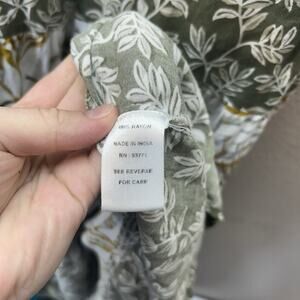 100% RAYON
MADE IN INDIA
RN : 93771
SEE REVERSE
FOR CARE